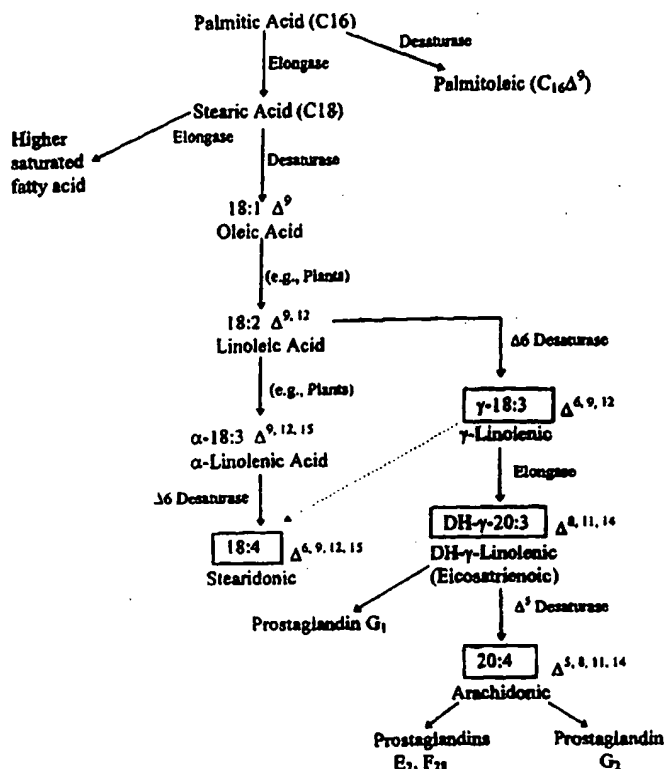 Palmitic Acid (C16)
Desaturase
Elongase
Palmitoleic (C₁₆Δ⁹)
Stearic Acid (C18)
Elongase
Higher
saturated
fatty acid
Desaturase
18:1 Δ⁹
Oleic Acid
(e.g., Plants)
18:2 Δ⁹, ¹²
Linoleic Acid
Δ6 Desaturase
(e.g., Plants)
γ-18:3 Δ⁶, ⁹, ¹²
γ-Linolenic
α-18:3 Δ⁹, ¹², ¹⁵
α-Linolenic Acid
Elongase
Δ6 Desaturase
DH-γ-20:3 Δ⁸, ¹¹, ¹⁴
DH-γ-Linolenic
(Eicosatrienoic)
18:4 Δ⁶, ⁹, ¹², ¹⁵
Stearidonic
Prostaglandin G₁
Δ⁵ Desaturase
20:4 Δ⁵, ⁸, ¹¹, ¹⁴
Arachidonic
Prostaglandins
Prostaglandin
G₂